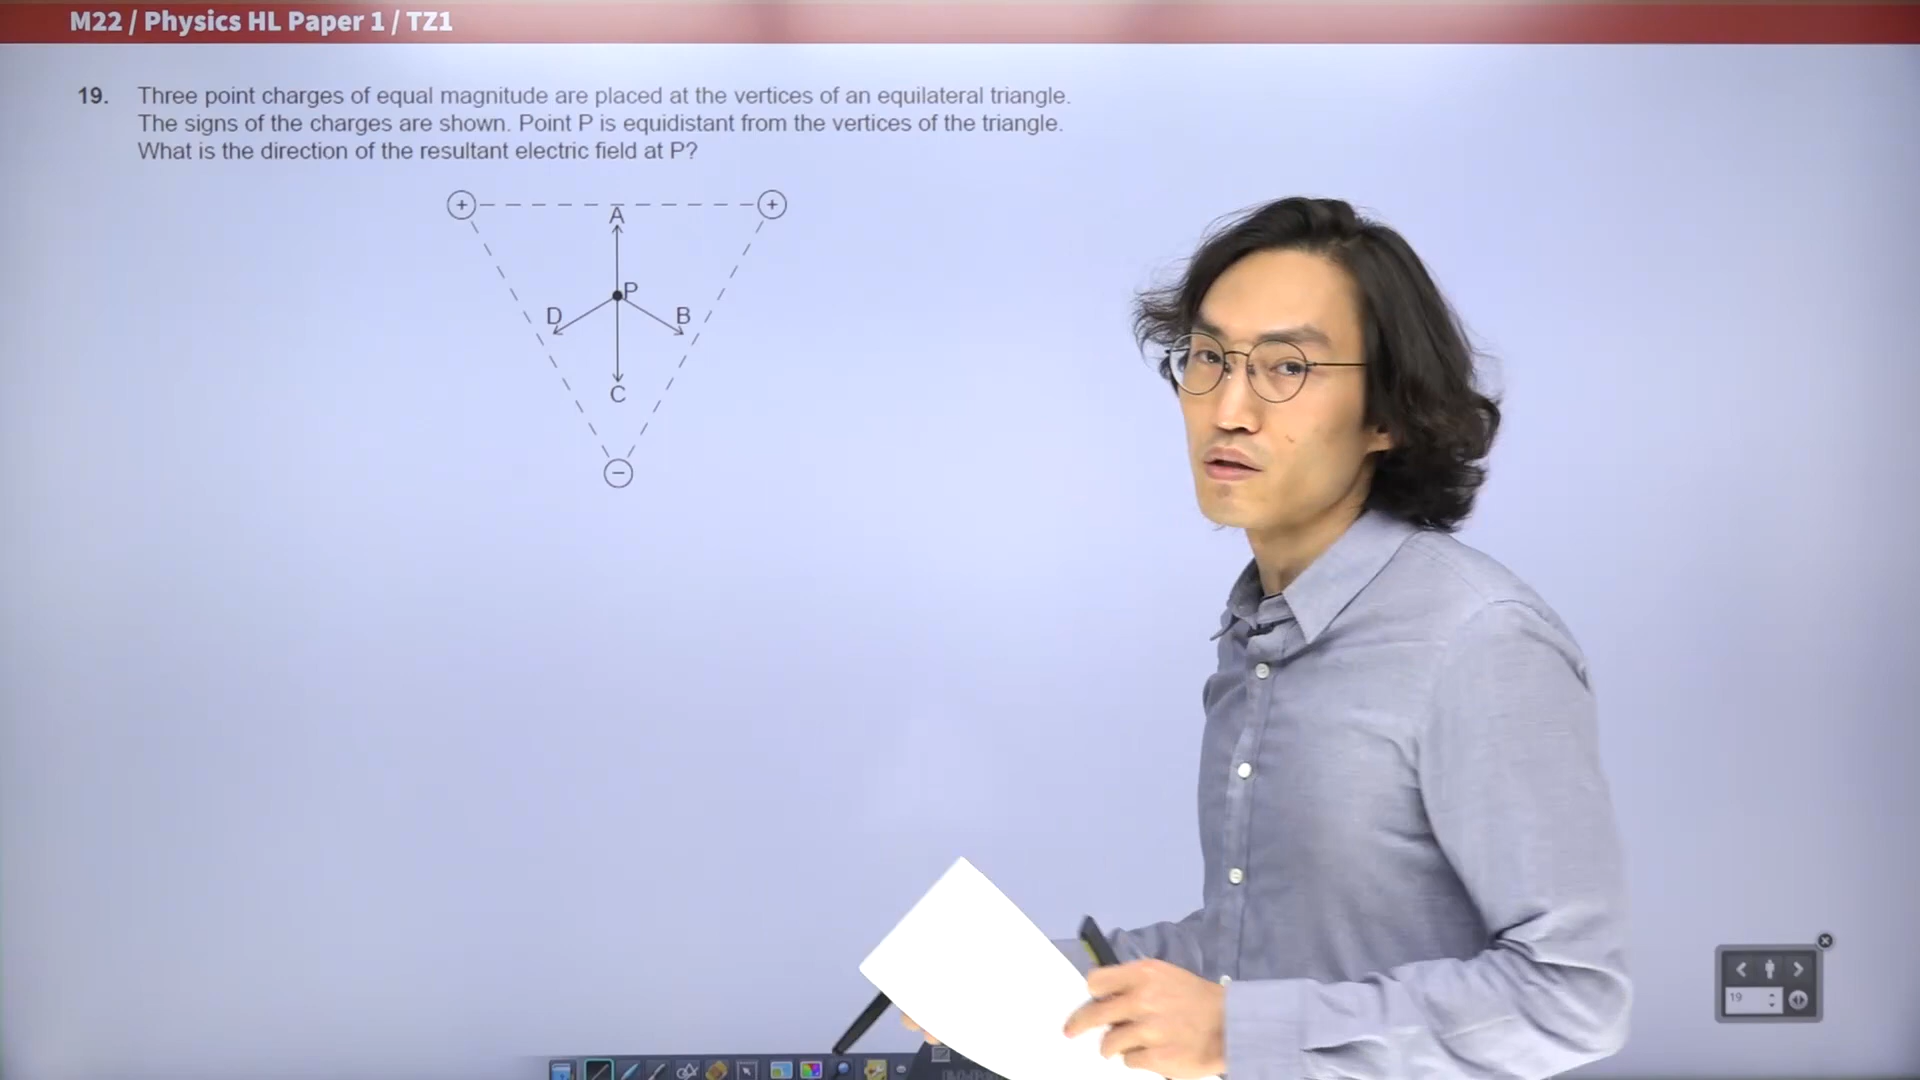 M22 / Physics HL Paper 1 / TZ1
19. Three point charges of equal magnitude are placed at the vertices of an equilateral triangle.
The signs of the charges are shown. Point P is equidistant from the vertices of the triangle.
What is the direction of the resultant electric field at P?
+ +
A
P
D B
C
−
19